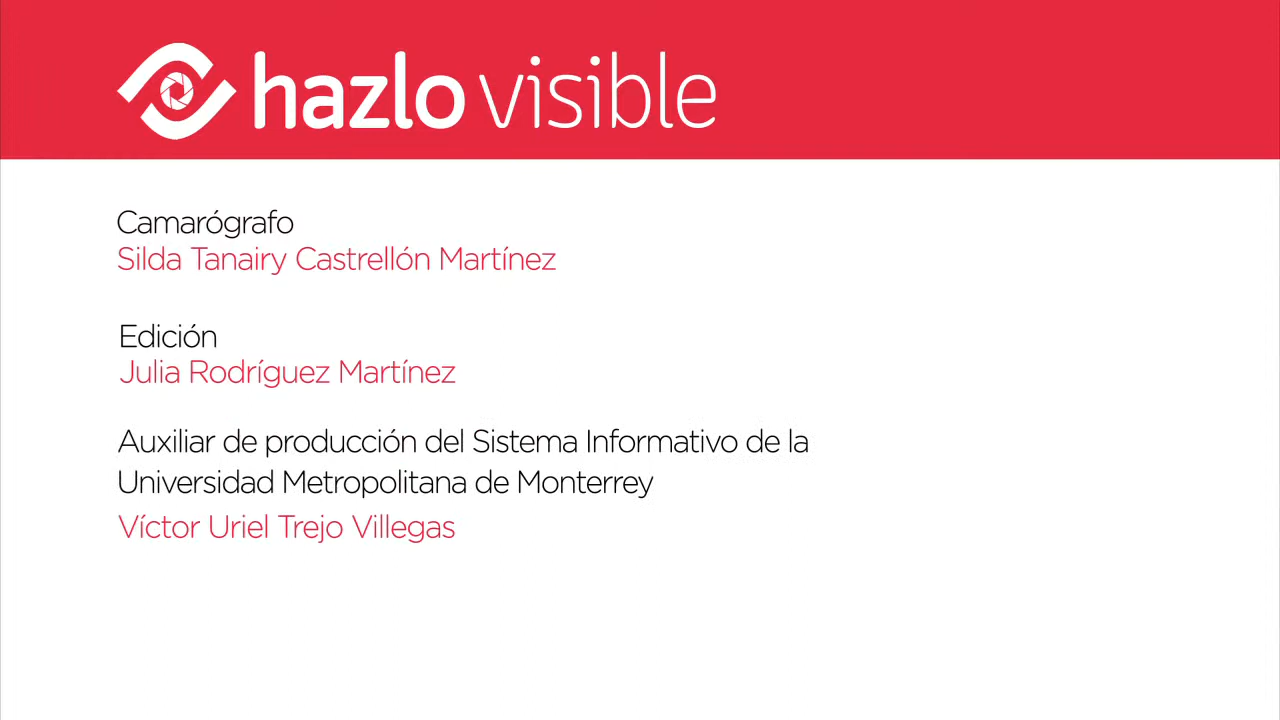 hazlo visible
Camarógrafo
Silda Tanairy Castrellón Martínez
Edición
Julia Rodríguez Martínez
Auxiliar de producción del Sistema Informativo de la
Universidad Metropolitana de Monterrey
Víctor Uriel Trejo Villegas